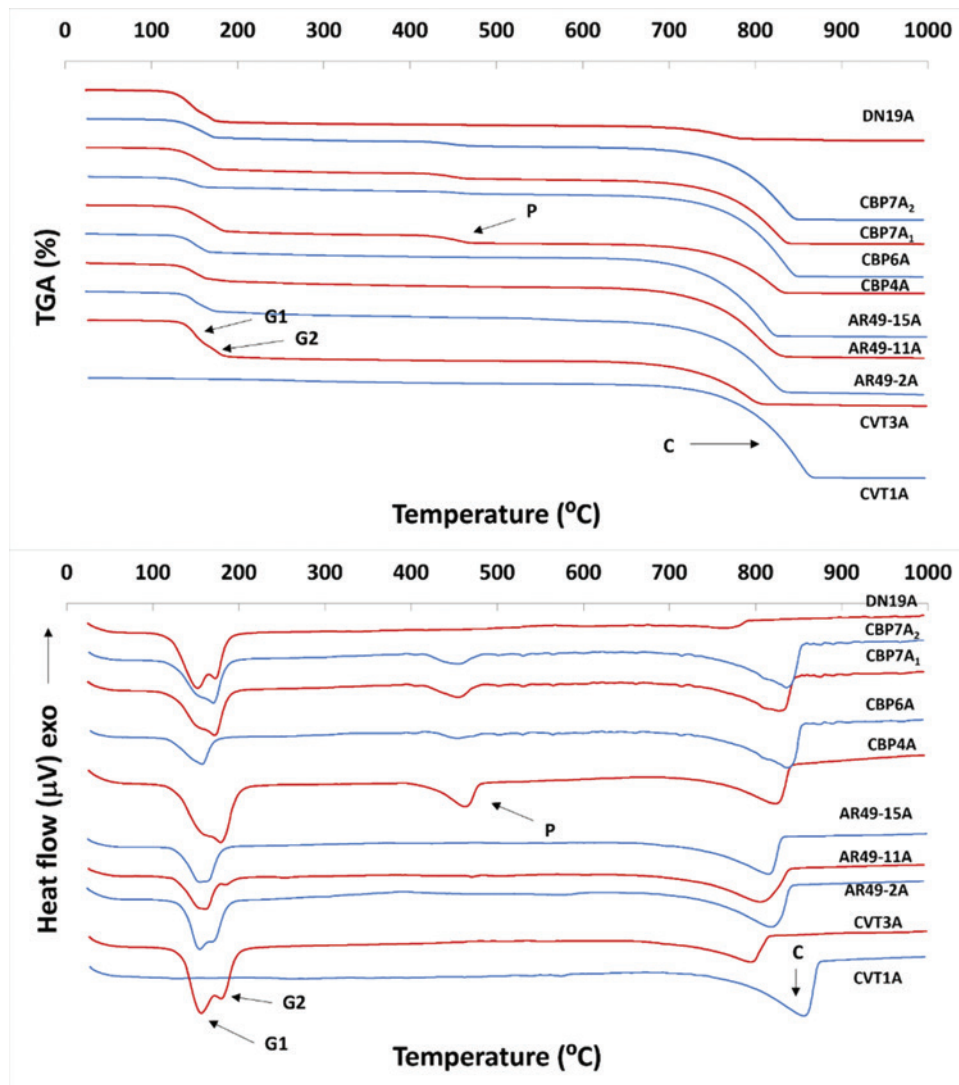 0 100 200 300 400 500 600 700 800 900 1000
DN19A
CBP7A₂
P
CBP7A₁
TGA (%)
CBP6A
CBP4A
G1
AR49-15A
G2
AR49-11A
AR49-2A
CVT3A
C
CVT1A
Temperature (°C)
0 100 200 300 400 500 600 700 800 900 1000
DN19A
CBP7A₂
CBP7A₁
CBP6A
CBP4A
Heat flow (μV) exo
P
AR49-15A
AR49-11A
AR49-2A
CVT3A
C
CVT1A
G2
G1
Temperature (°C)